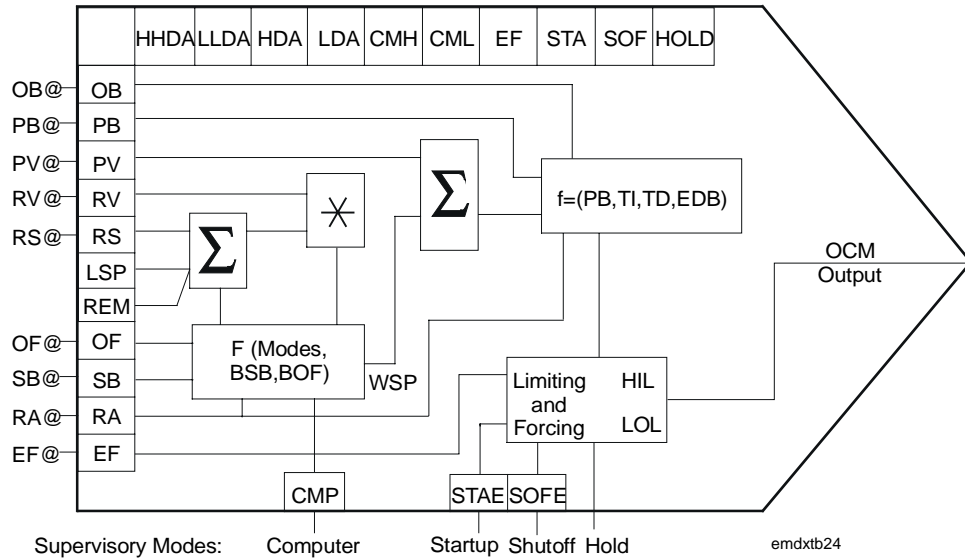 HHDA LLDA HDA LDA CMH CML EF STA SOF HOLD
OB@ OB
PB@ PB
PV@ PV
RV@ RV
RS@ RS
LSP
REM
OF@ OF
SB@ SB
RA@ RA
EF@ EF
Σ
*
Σ
f=(PB,TI,TD,EDB)
F (Modes,
BSB,BOF)
WSP
Limiting
and
Forcing
HIL
LOL
OCM
Output
CMP
STAE SOFE
Supervisory Modes: Computer Startup Shutoff Hold
emdxtb24